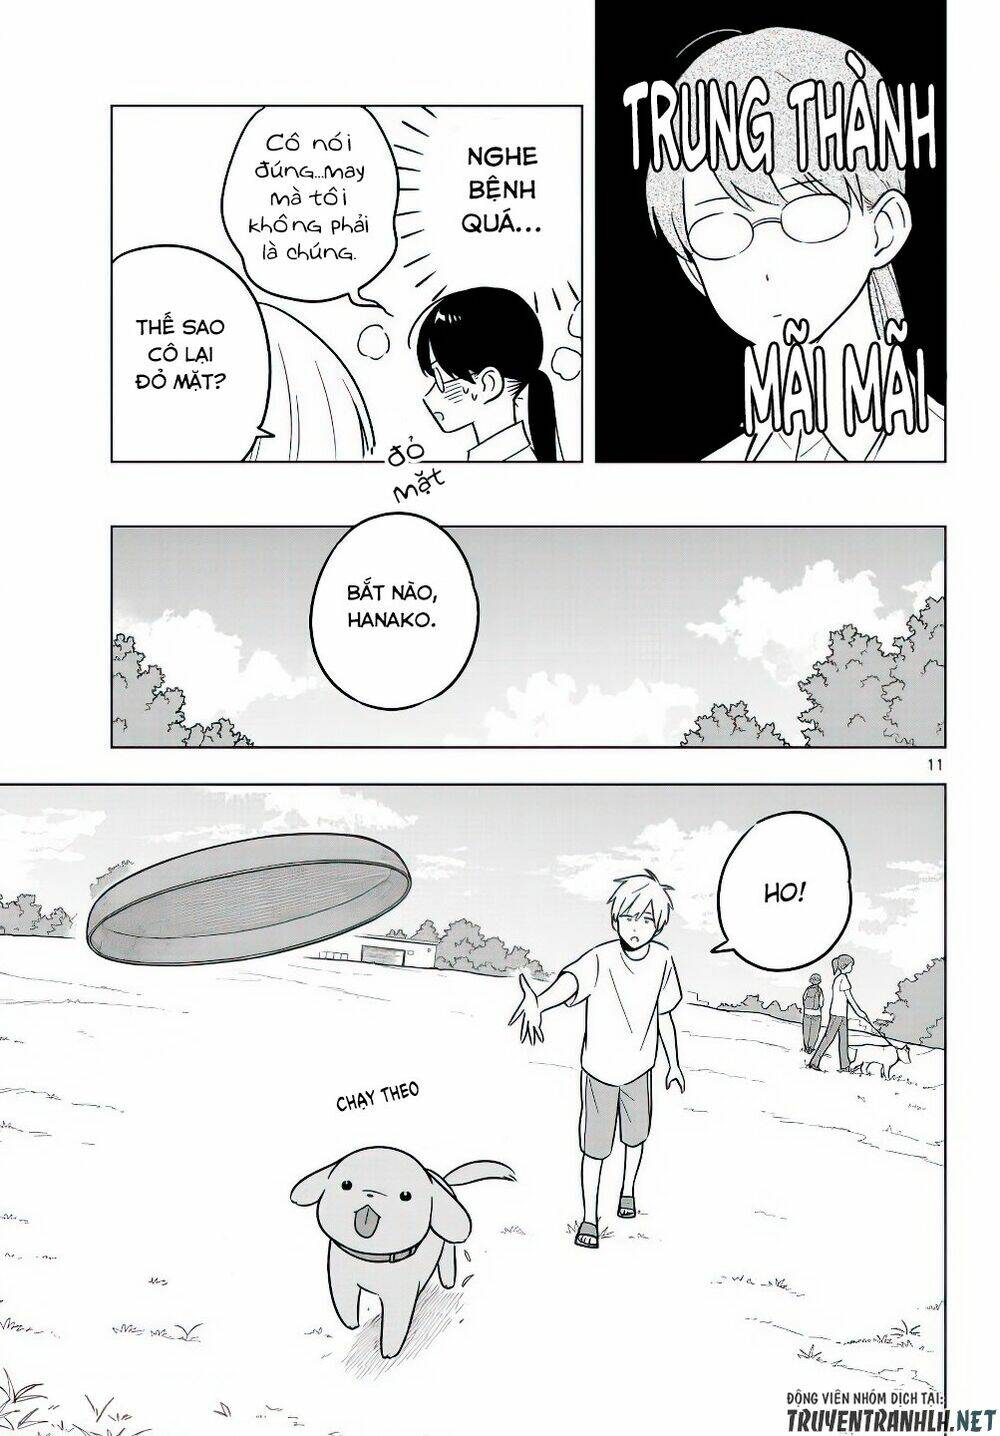 TRUNG THÀNH
MÃI MÃI
NGHE
BỆNH
QUÁ...
Cô nói
đúng...may
mà tôi
không phải
là chúng.
THẾ SAO
CÔ LẠI
ĐỎ MẶT?
đỏ
mặt
BẮT NÀO,
HANAKO.
11
HO!
CHẠY THEO
ĐỘNG VIÊN NHÓM DỊCH TẠI:
TRUYENTRANHLH.NET